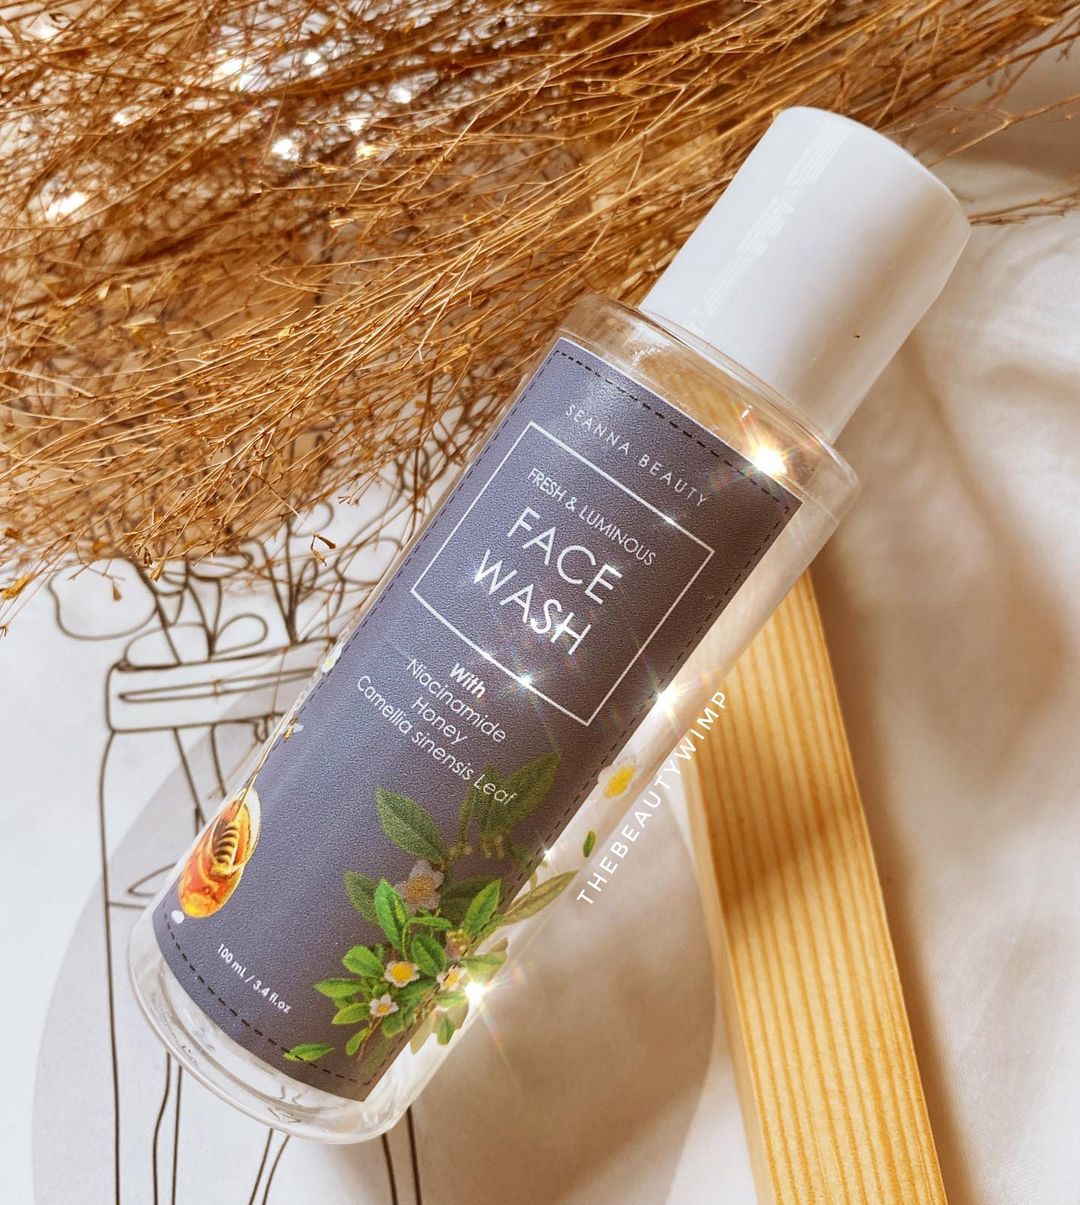 SEANNA BEAUTY
FRESH & LUMINOUS
FACE
WASH
With
Niacinamide
Honey
Camellia sinensis Leaf
100 mL / 3.4 fl.oz
THEBEAUTYWIMP